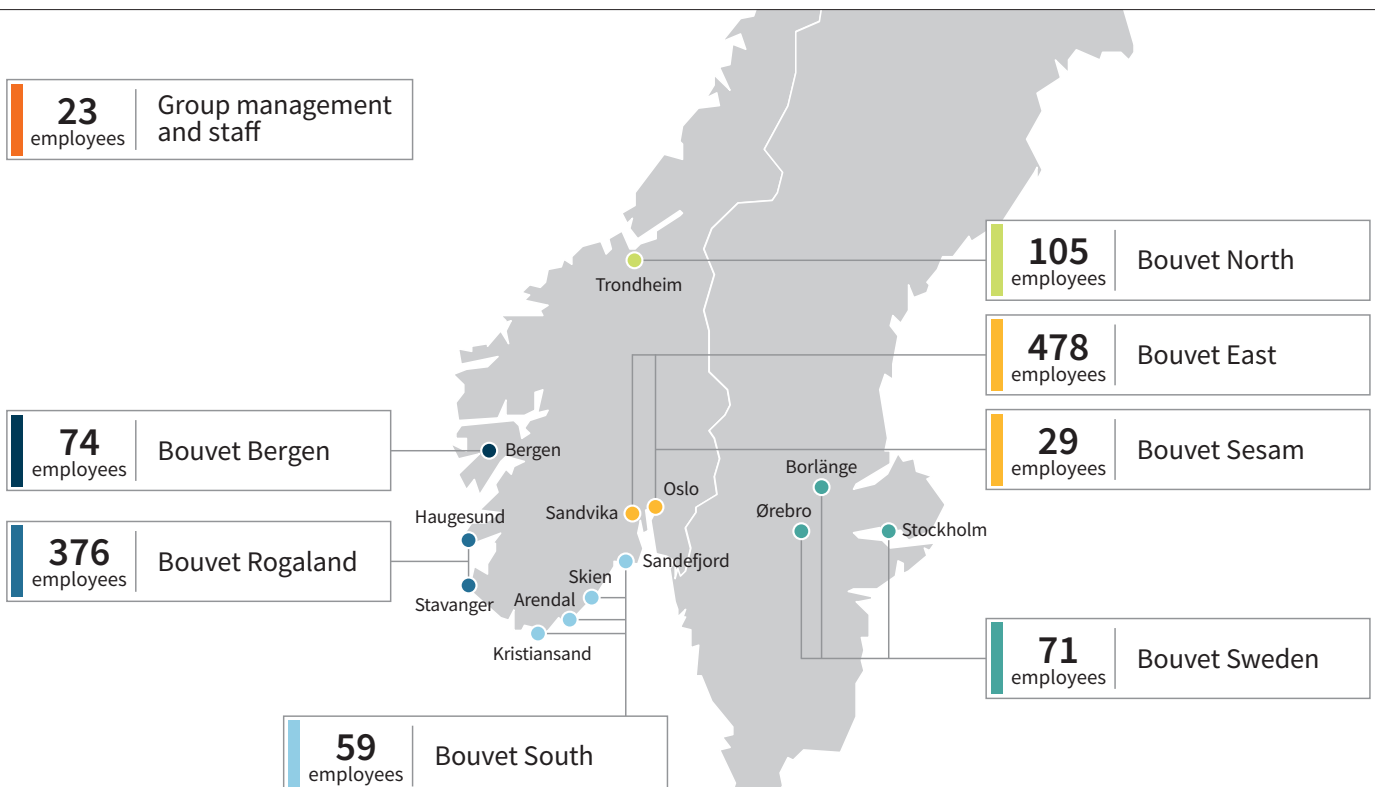 23
employees
Group management
and staff
105
employees
Bouvet North
Trondheim
478
employees
Bouvet East
74
employees
Bouvet Bergen
Bergen
29
employees
Bouvet Sesam
Borlänge
Oslo
Sandvika
Ørebro
Stockholm
Haugesund
376
employees
Bouvet Rogaland
Stavanger
Sandefjord
Skien
Arendal
Kristiansand
71
employees
Bouvet Sweden
59
employees
Bouvet South